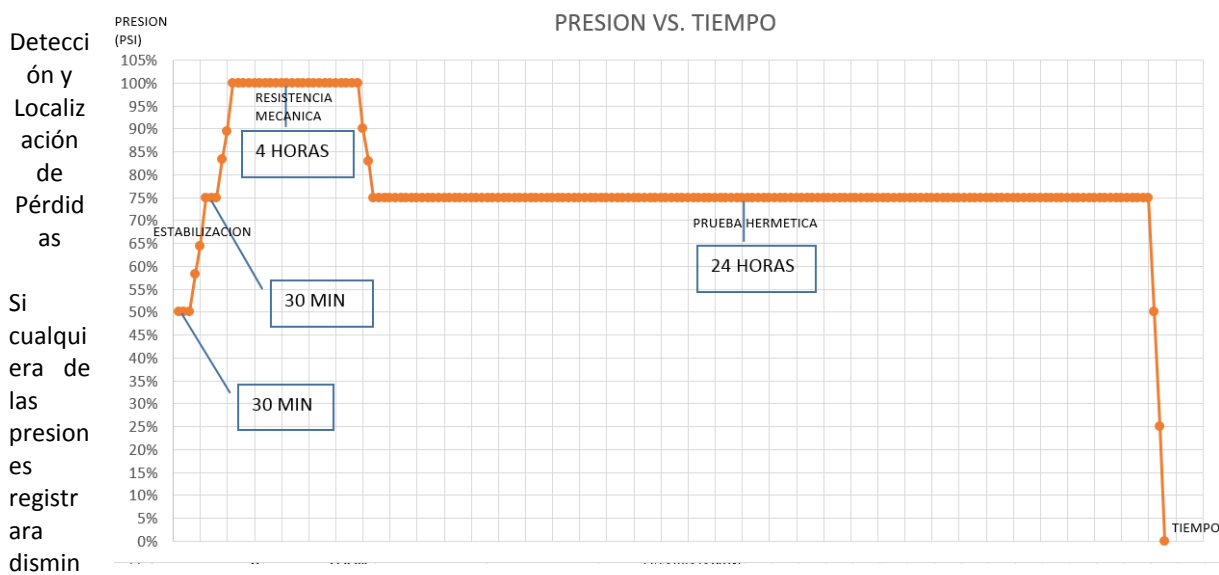 Detecci
ón y
Localiz
ación
de
Pérdid
as
Si
cualqui
era de
las
presion
es
registr
ara
dismin
PRESION VS. TIEMPO
PRESION
(PSI)
105%
100%
95%
90%
85%
80%
75%
70%
65%
60%
55%
50%
45%
40%
35%
30%
25%
20%
15%
10%
5%
0%
RESISTENCIA
MECANICA
4 HORAS
ESTABILIZACION
30 MIN
30 MIN
PRUEBA HERMETICA
24 HORAS
TIEMPO